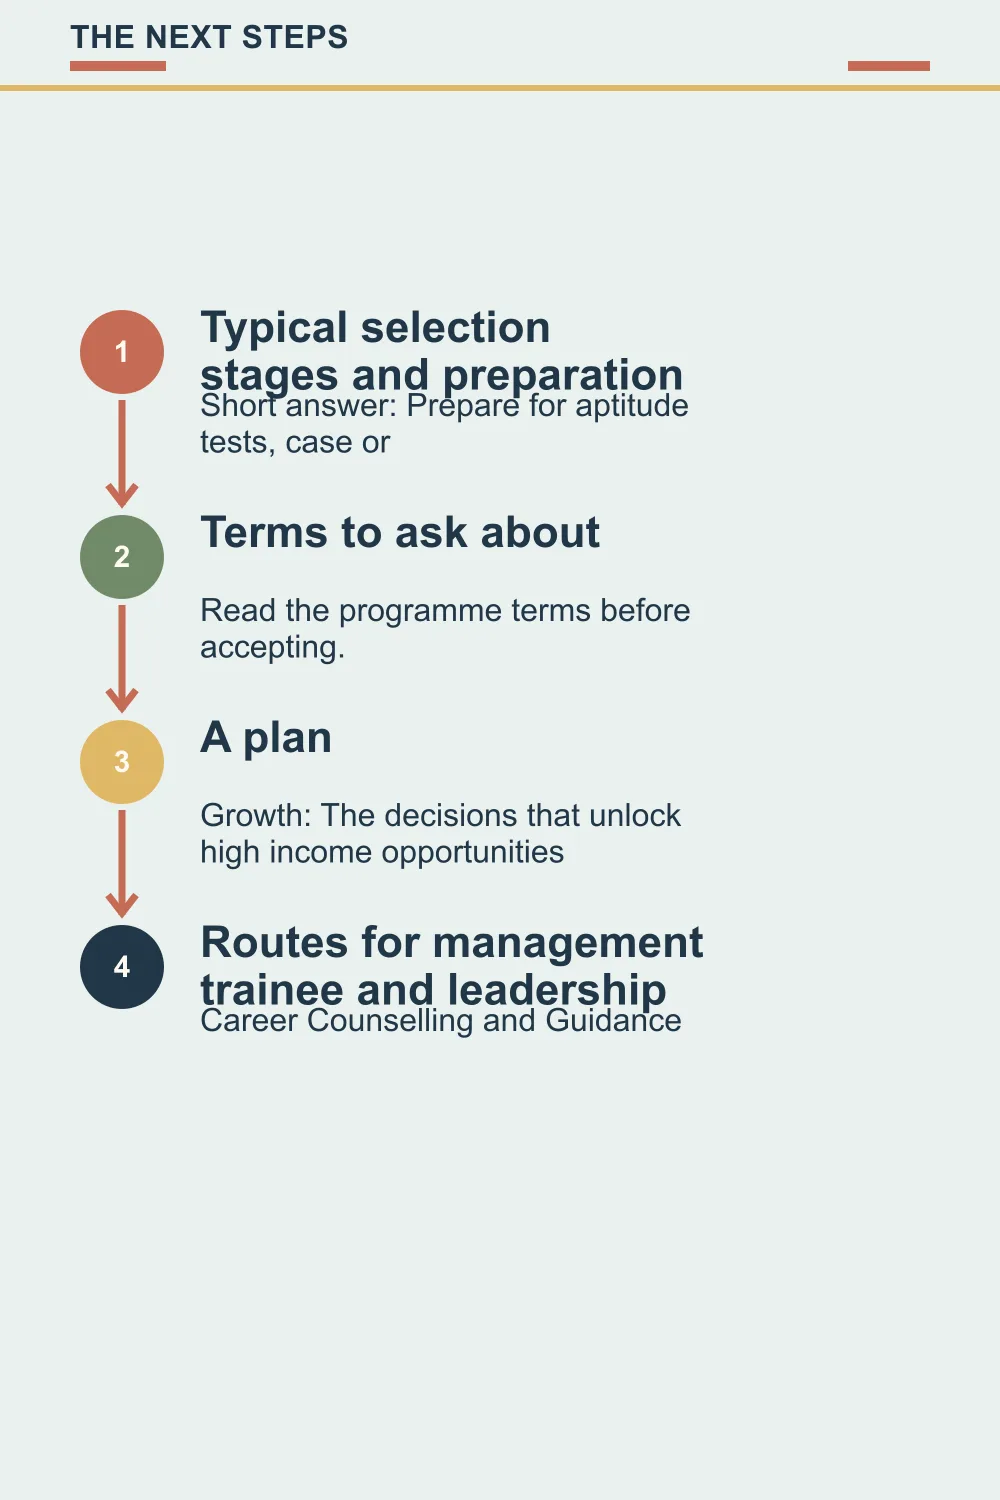 THE NEXT STEPS
1
Typical selection
stages and preparation
Short answer: Prepare for aptitude
tests, case or
2
Terms to ask about
Read the programme terms before
accepting.
3
A plan
Growth: The decisions that unlock
high income opportunities
4
Routes for management
trainee and leadership
Career Counselling and Guidance